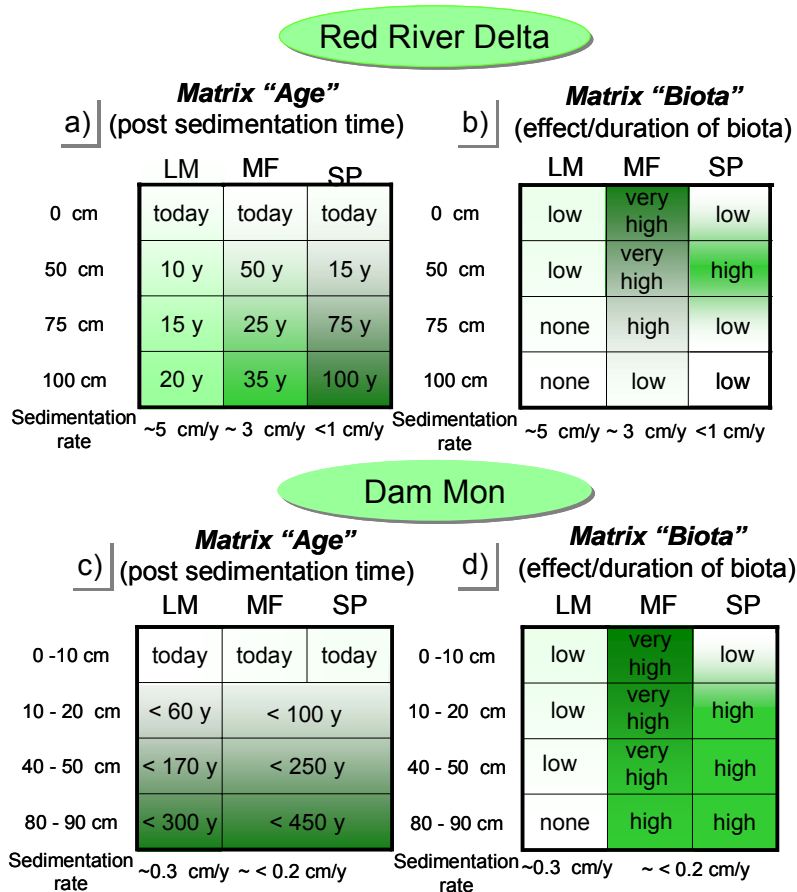 Red River Delta
a)
Matrix "Age"
(post sedimentation time)
LM MF SP
0 cm today today today
50 cm 10 y 50 y 15 y
75 cm 15 y 25 y 75 y
100 cm 20 y 35 y 100 y
Sedimentation
rate
~5 cm/y ~ 3 cm/y <1 cm/y
b)
Matrix "Biota"
(effect/duration of biota)
LM MF SP
0 cm low very high low
50 cm low very high high
75 cm none high low
100 cm none low low
Sedimentation
rate
~5 cm/y ~ 3 cm/y <1 cm/y
Dam Mon
c)
Matrix "Age"
(post sedimentation time)
LM MF SP
0 -10 cm today today today
10 - 20 cm < 60 y < 100 y
40 - 50 cm < 170 y < 250 y
80 - 90 cm < 300 y < 450 y
Sedimentation
rate
~0.3 cm/y ~ < 0.2 cm/y
d)
Matrix "Biota"
(effect/duration of biota)
LM MF SP
0 -10 cm low very high low
10 - 20 cm low very high high
40 - 50 cm low very high high
80 - 90 cm none high high
Sedimentation
rate
~0.3 cm/y ~ < 0.2 cm/y